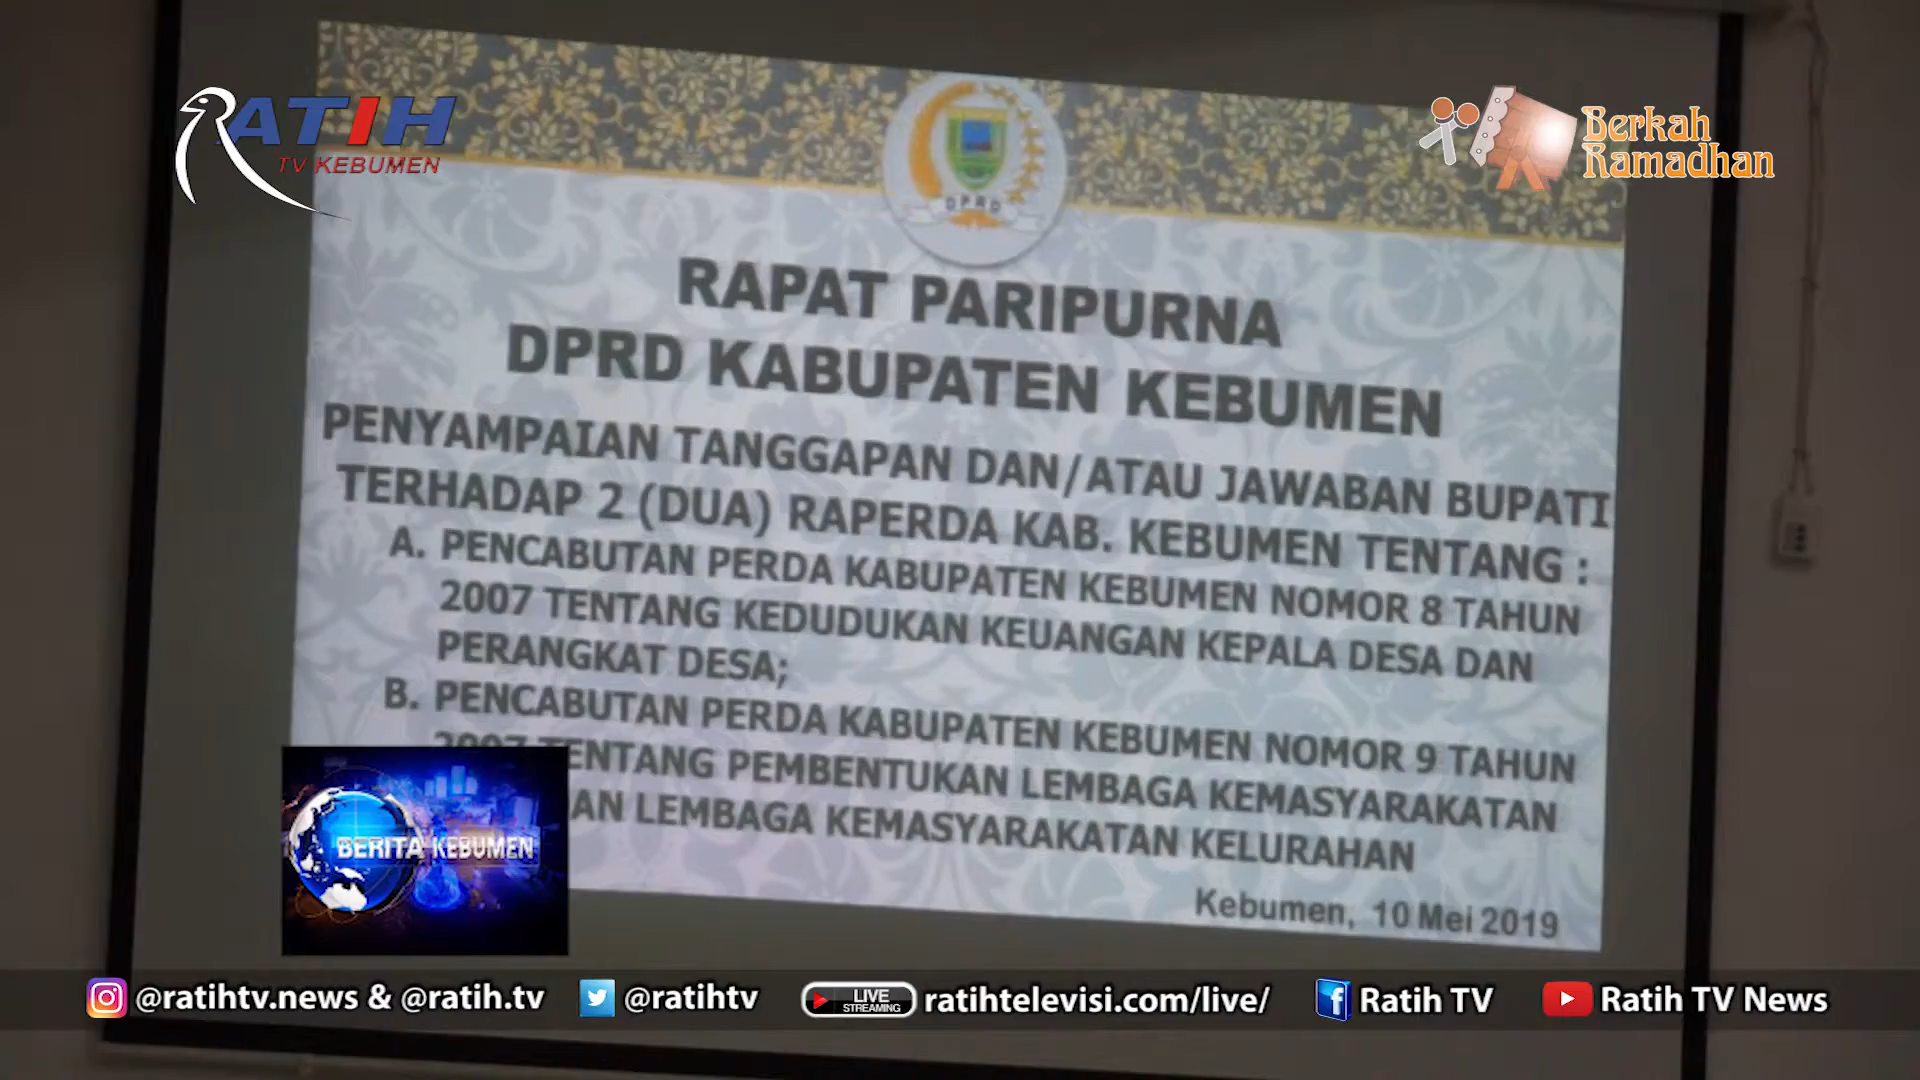 RATIH
TV KEBUMEN
Berkah
Ramadhan
DPRD
RAPAT PARIPURNA
DPRD KABUPATEN KEBUMEN
PENYAMPAIAN TANGGAPAN DAN/ATAU JAWABAN BUPATI
TERHADAP 2 (DUA) RAPERDA KAB. KEBUMEN TENTANG :
A. PENCABUTAN PERDA KABUPATEN KEBUMEN NOMOR 8 TAHUN
2007 TENTANG KEDUDUKAN KEUANGAN KEPALA DESA DAN
PERANGKAT DESA;
B. PENCABUTAN PERDA KABUPATEN KEBUMEN NOMOR 9 TAHUN
2007 TENTANG PEMBENTUKAN LEMBAGA KEMASYARAKATAN
AN LEMBAGA KEMASYARAKATAN KELURAHAN
Kebumen, 10 Mei 2019
BERITA KEBUMEN
@ratihtv.news & @ratih.tv
@ratihtv
LIVE
STREAMING
ratihtelevisi.com/live/
Ratih TV
Ratih TV News